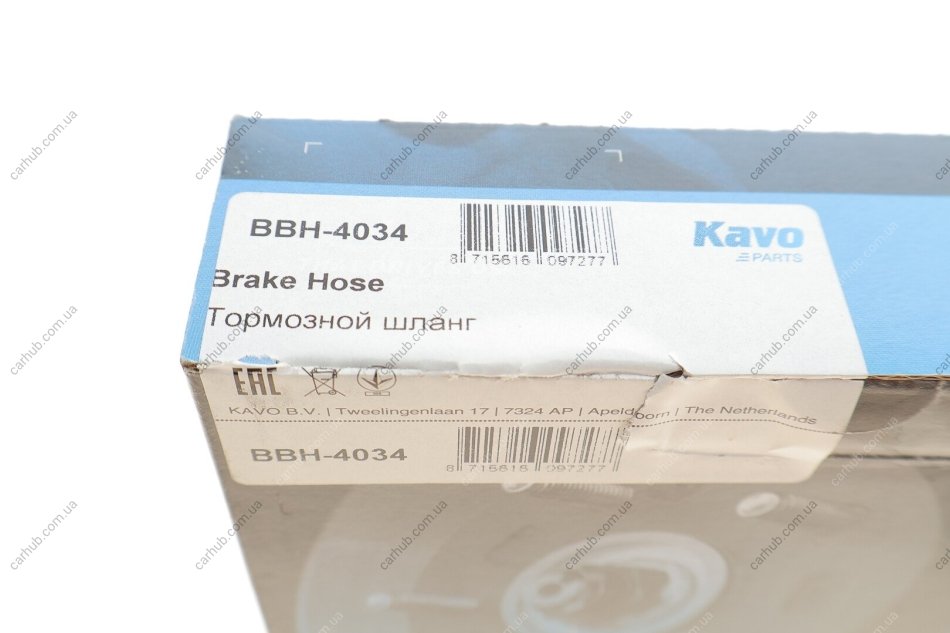 BBH-4034
8 715616 097277
Kavo
PARTS
Brake Hose
Тормозной шланг
EAC
KAVO B.V. | Tweelingenlaan 17 | 7324 AP | Apeldoorn | The Netherlands
BBH-4034
8 715616 097277
carhub.com.ua